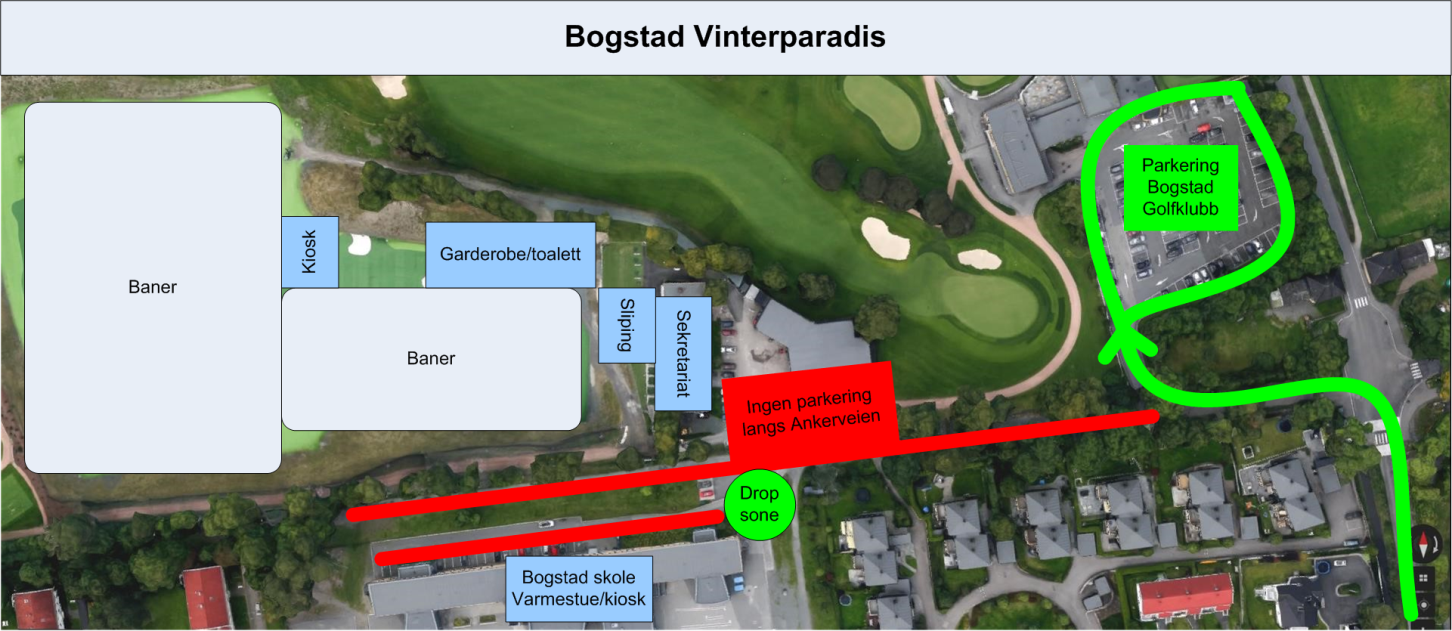 Bogstad Vinterparadis
Parkering
Bogstad
Golfklubb
Kiosk
Garderobe/toalett
Baner
Sliping
Sekretariat
Baner
Ingen parkering
langs Ankerveien
Drop
sone
Bogstad skole
Varmestue/kiosk